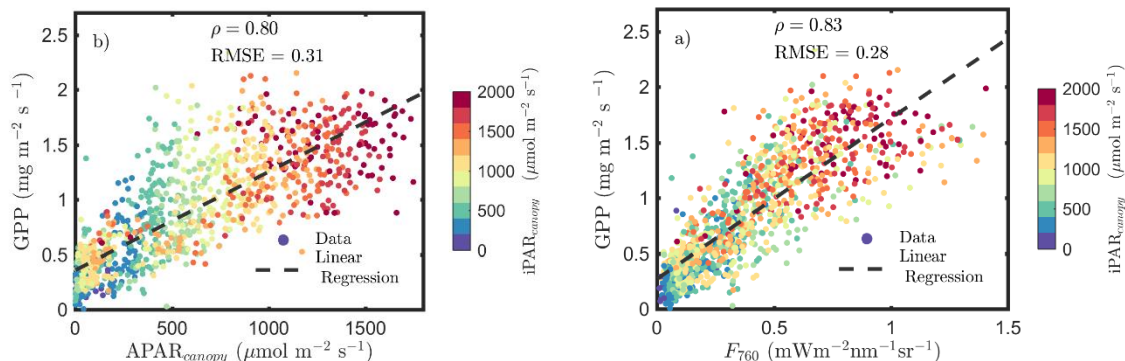 2.5
2
1.5
1
0.5
0
GPP (mg m⁻² s⁻¹)
b)
ρ = 0.80
RMSE = 0.31
Data
Linear
Regression
0 500 1000 1500
APAR_canopy (μmol m⁻² s⁻¹)
2000
1500
1000
500
0
iPAR_canopy (μmol m⁻² s⁻¹)
2.5
2
1.5
1
0.5
0
GPP (mg m⁻² s⁻¹)
a)
ρ = 0.83
RMSE = 0.28
Data
Linear
Regression
0 0.5 1 1.5
F₇₆₀ (mWm⁻²nm⁻¹sr⁻¹)
2000
1500
1000
500
0
iPAR_canopy (μmol m⁻² s⁻¹)